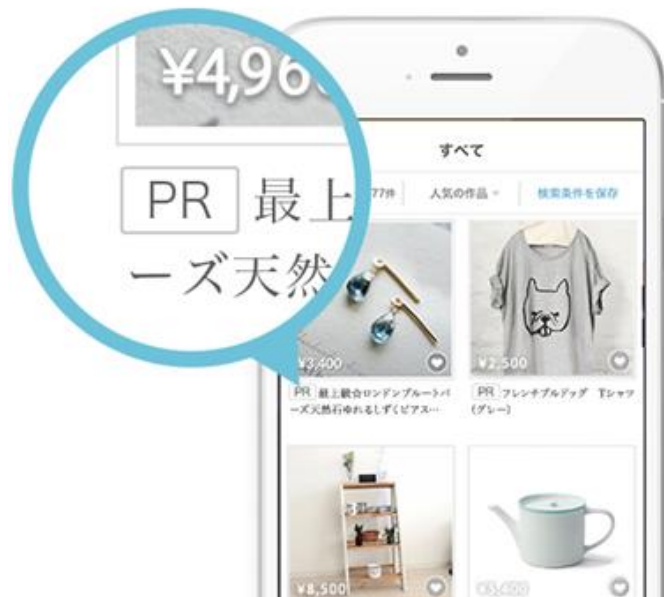 ¥4,96
PR 最上
ーズ天然
すべて
77件
人気の作品
検索条件を保存
¥3,400
¥2,500
PR 最上級☆ロンドンブルートパ
ーズ天然石ゆれるしずくピアス…
PR フレンチブルドッグ Tシャツ
(グレー)
¥8,500
¥5,400